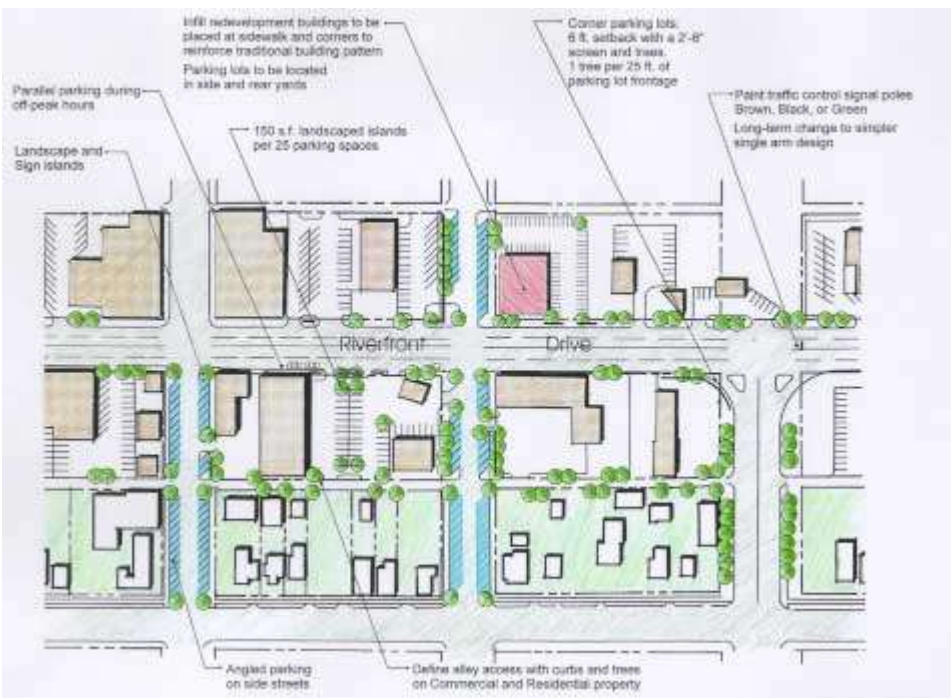 Infill redevelopment buildings to be
placed at sidewalk and corners to
reinforce traditional building pattern
Parking lots to be located
in side and rear yards
Corner parking lots:
6 ft. setback with a 2'-6"
screen and trees.
1 tree per 25 ft. of
parking lot frontage
Parallel parking during
off-peak hours
Paint traffic control signal poles
Brown, Black, or Green
Long-term change to simpler
single arm design
150 s.f. landscaped islands
per 25 parking spaces
Landscape and
Sign islands
Riverfront Drive
Angled parking
on side streets
Define alley access with curbs and trees
on Commercial and Residential property